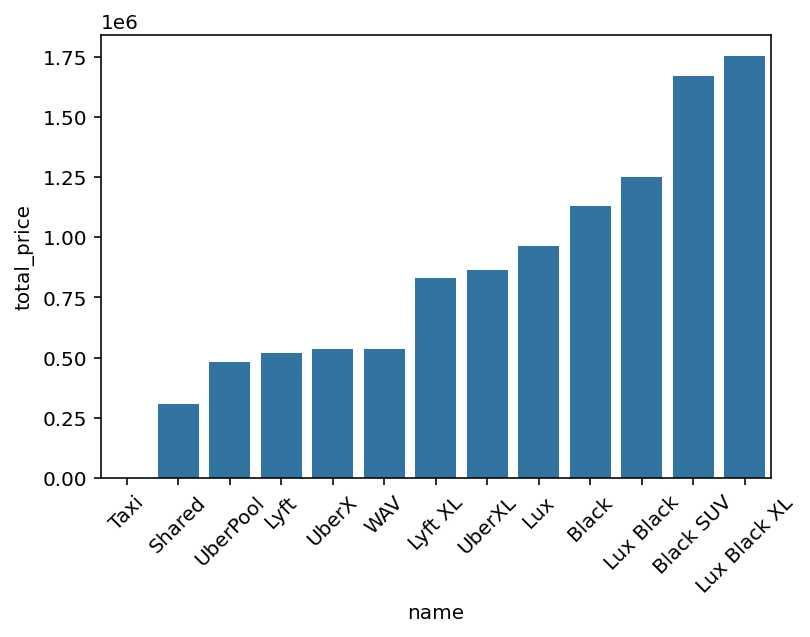 1e6
1.75
1.50
1.25
1.00
0.75
0.50
0.25
0.00
total_price
Taxi
Shared
UberPool
Lyft
UberX
WAV
Lyft XL
UberXL
Lux
Black
Lux Black
Black SUV
Lux Black XL
name